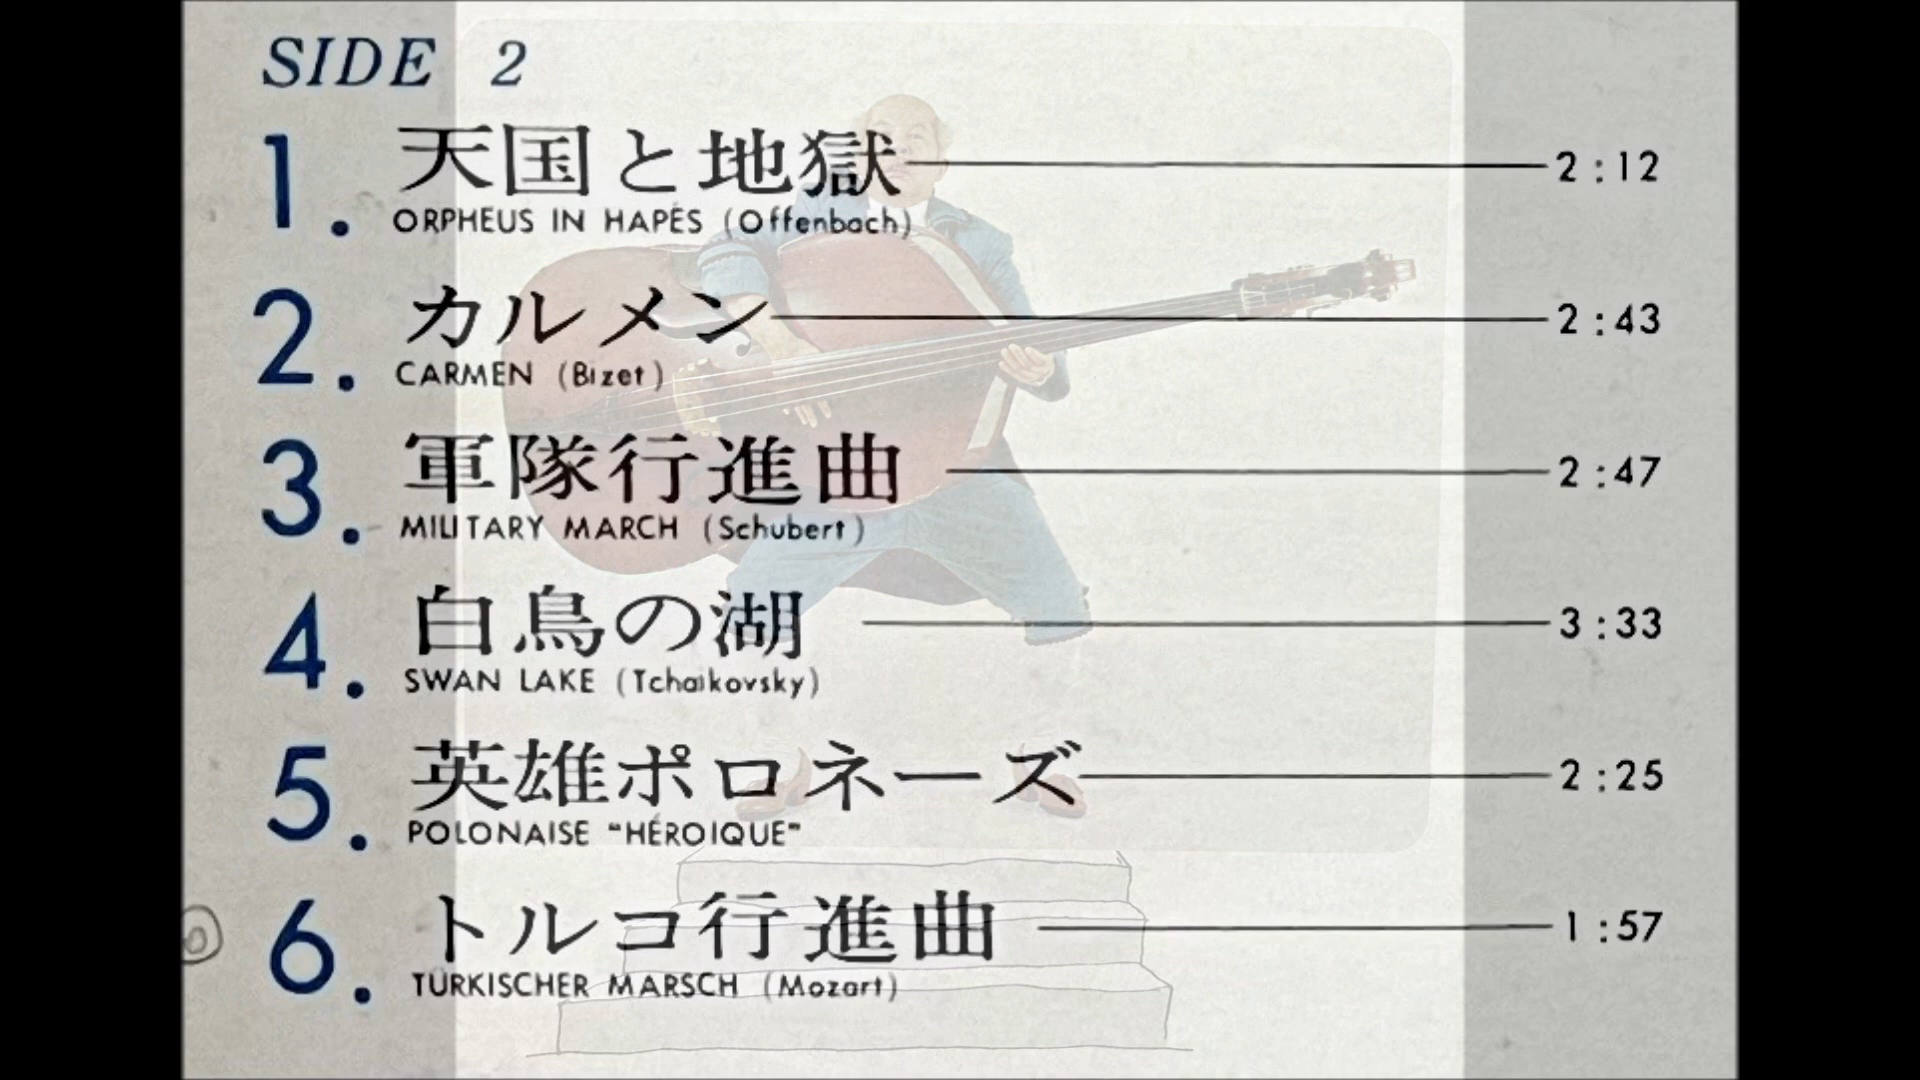 SIDE 2
1. 天国と地獄 2:12
ORPHEUS IN HAPÉS (Offenbach)
2. カルメン 2:43
CARMEN (Bizet)
3. 軍隊行進曲 2:47
MILITARY MARCH (Schubert)
4. 白鳥の湖 3:33
SWAN LAKE (Tchaikovsky)
5. 英雄ポロネーズ 2:25
POLONAISE "HÉROIQUE"
6. トルコ行進曲 1:57
TÜRKISCHER MARSCH (Mozart)